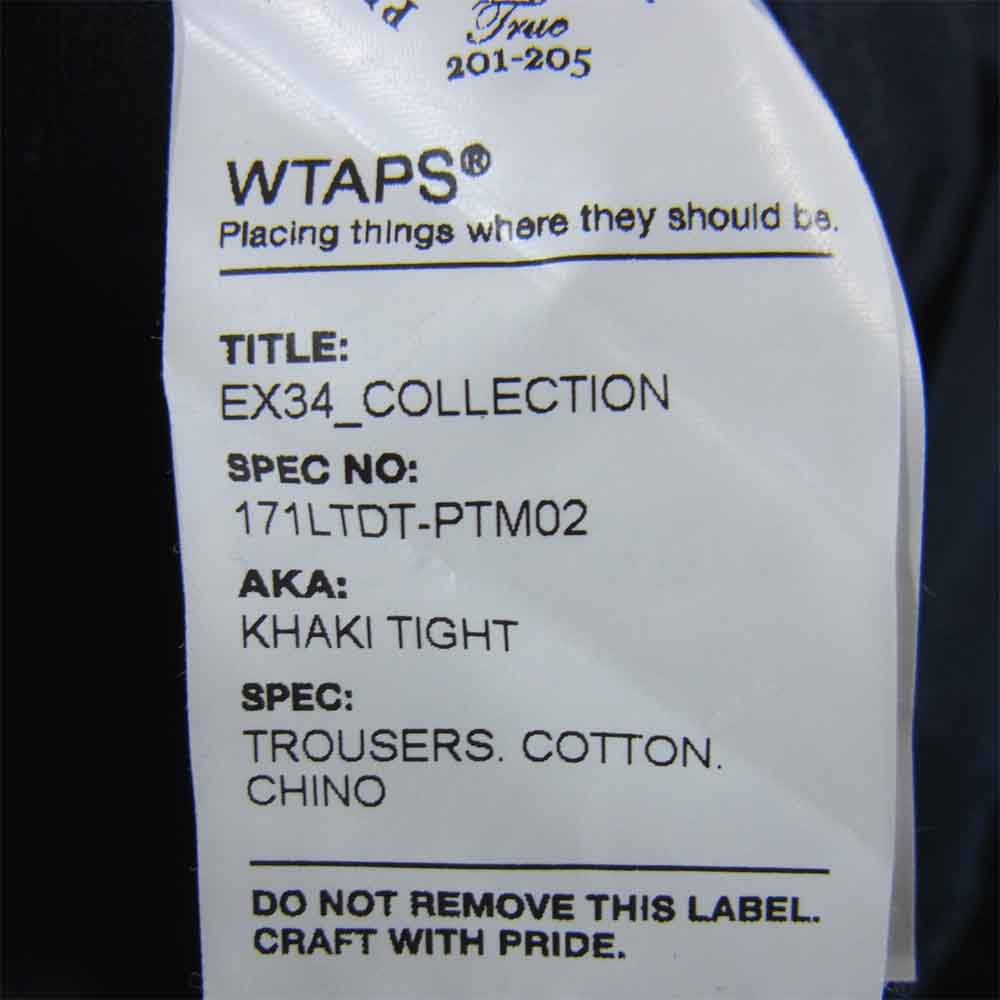 True
201-205
WTAPS®
Placing things where they should be.
TITLE:
EX34_COLLECTION
SPEC NO:
171LTDT-PTM02
AKA:
KHAKI TIGHT
SPEC:
TROUSERS. COTTON.
CHINO
DO NOT REMOVE THIS LABEL.
CRAFT WITH PRIDE.